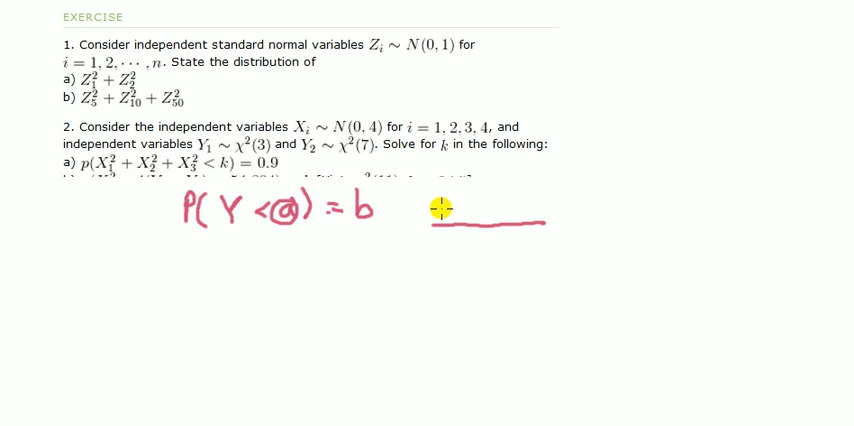 EXERCISE
1. Consider independent standard normal variables Z_i ∼ N(0, 1) for
i = 1, 2, ⋯ , n. State the distribution of
a) Z_1^2 + Z_2^2
b) Z_5^2 + Z_10^2 + Z_50^2
2. Consider the independent variables X_i ∼ N(0, 4) for i = 1, 2, 3, 4, and
independent variables Y_1 ∼ χ^2(3) and Y_2 ∼ χ^2(7). Solve for k in the following:
a) p(X_1^2 + X_2^2 + X_3^2 < k) = 0.9
P( Y < a ) = b